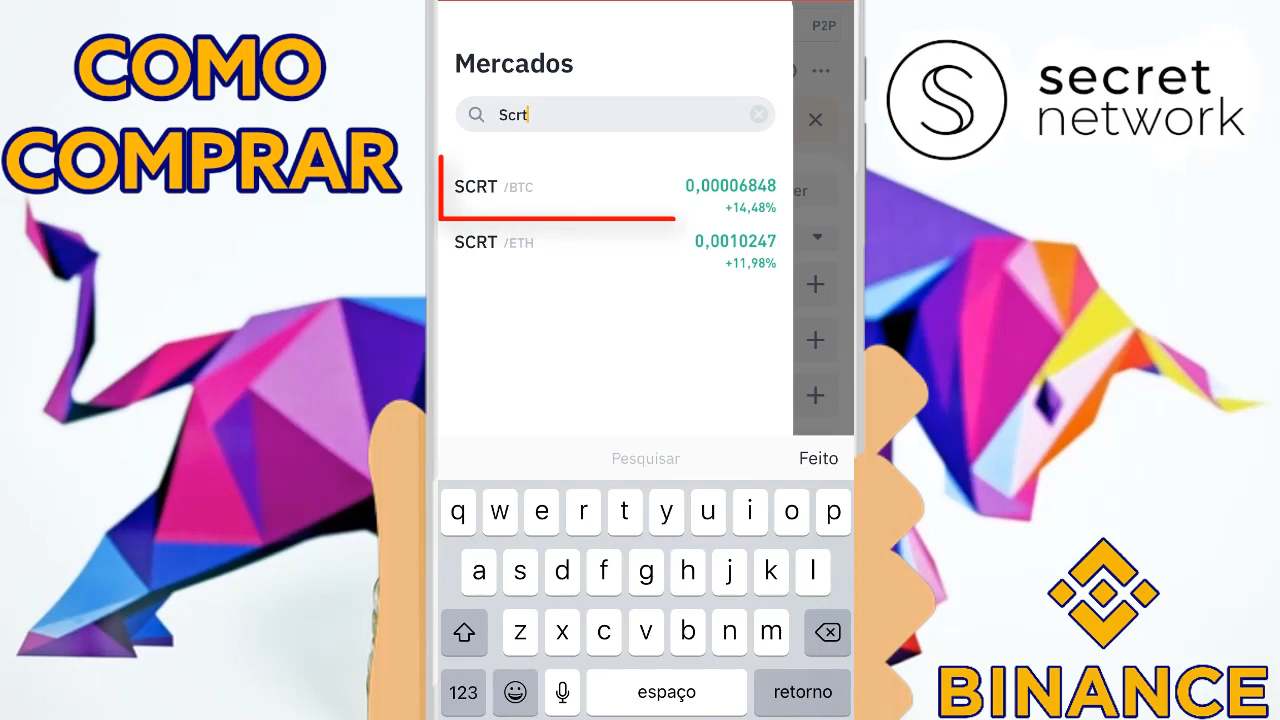 COMO
COMPRAR
P2P
Mercados
Scrt
SCRT /BTC
0,00006848
+14,48%
SCRT /ETH
0,0010247
+11,98%
er
Pesquisar
Feito
q w e r t y u i o p
a s d f g h j k l
z x c v b n m
123
espaço
retorno
secret
network
BINANCE